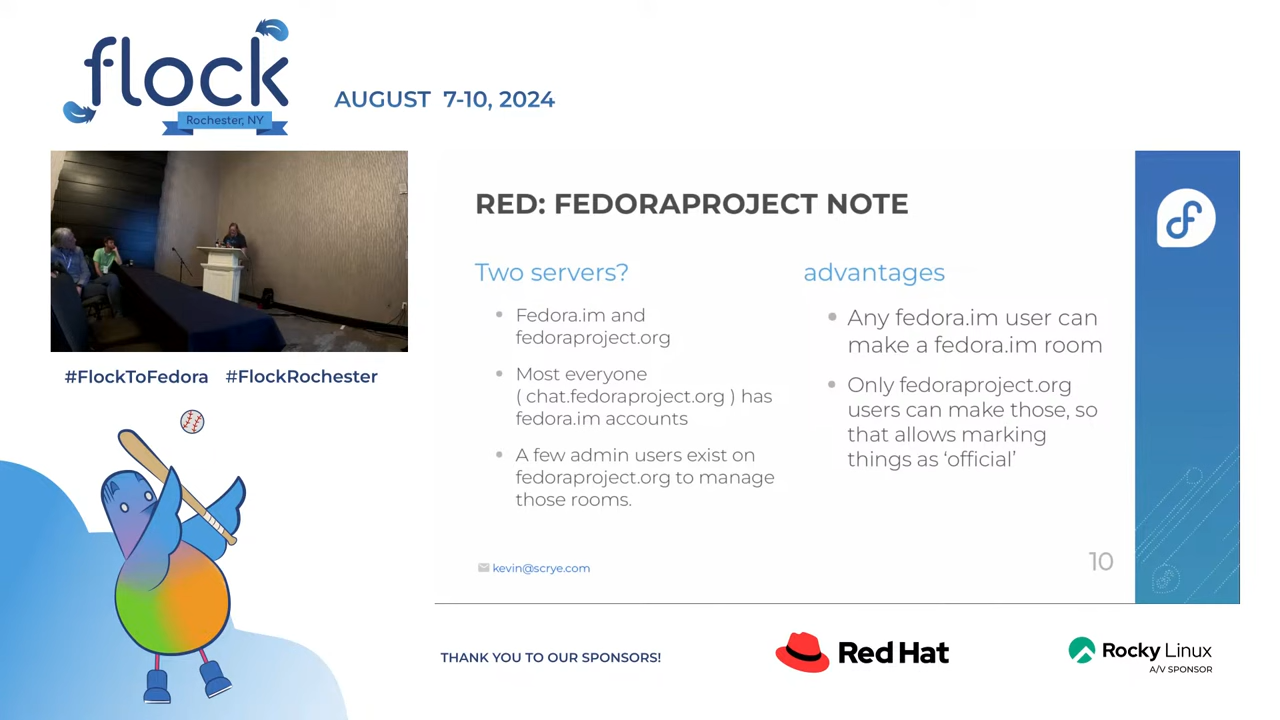 flock
Rochester, NY
AUGUST 7-10, 2024
#FlockToFedora #FlockRochester
RED: FEDORAPROJECT NOTE
Two servers?
• Fedora.im and
fedoraproject.org
• Most everyone
( chat.fedoraproject.org ) has
fedora.im accounts
• A few admin users exist on
fedoraproject.org to manage
those rooms.
advantages
• Any fedora.im user can
make a fedora.im room
• Only fedoraproject.org
users can make those, so
that allows marking
things as ‘official’
kevin@scrye.com
10
THANK YOU TO OUR SPONSORS!
Red Hat
Rocky Linux
A/V SPONSOR